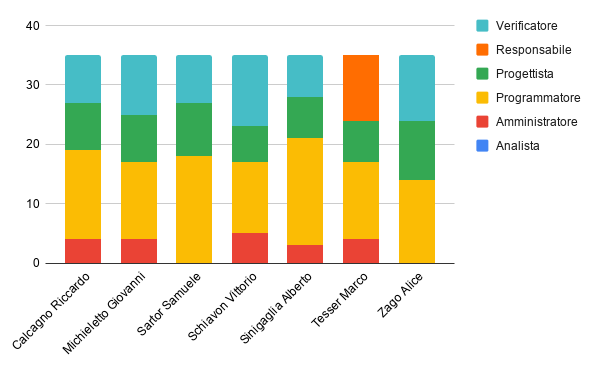 40
30
20
10
0
Calcagno Riccardo
Michieletto Giovanni
Sartor Samuele
Schiavon Vittorio
Sinigaglia Alberto
Tesser Marco
Zago Alice
Verificatore
Responsabile
Progettista
Programmatore
Amministratore
Analista